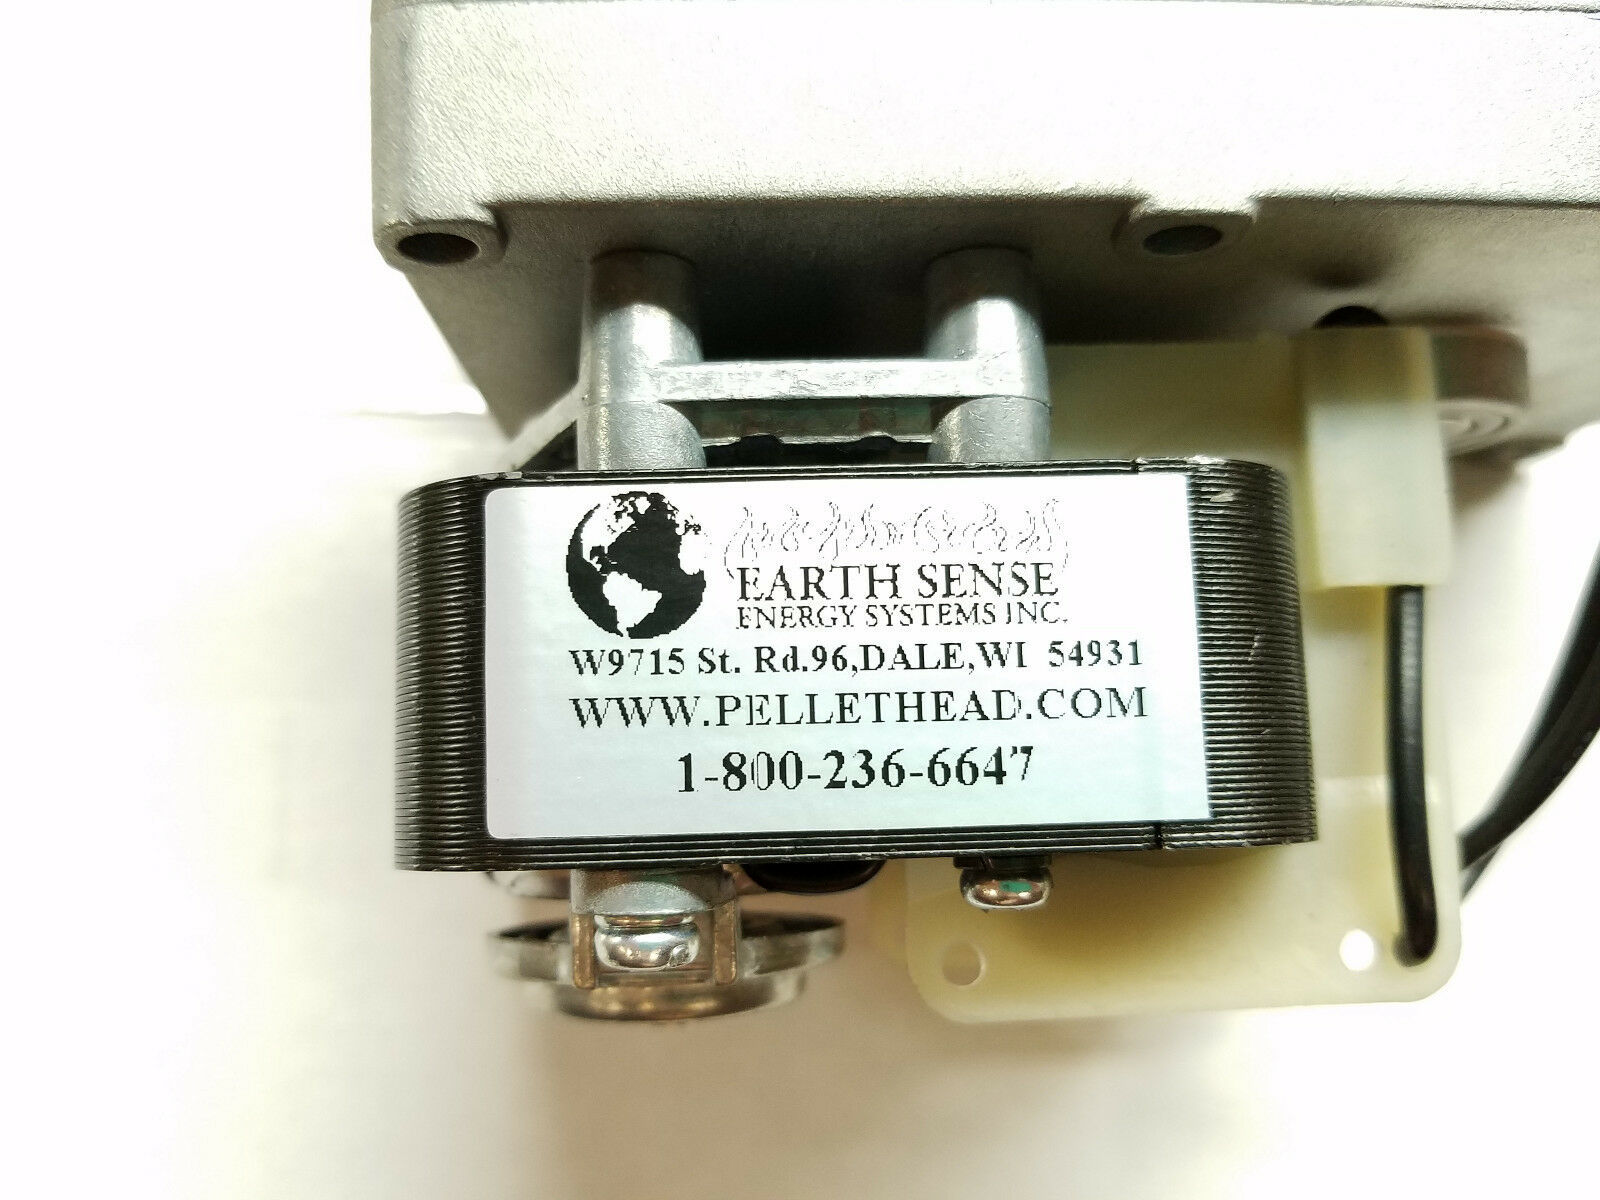 EARTH SENSE
ENERGY SYSTEMS INC.
W9715 St. Rd.96,DALE,WI 54931
WWW.PELLETHEAD.COM
1-800-236-6647